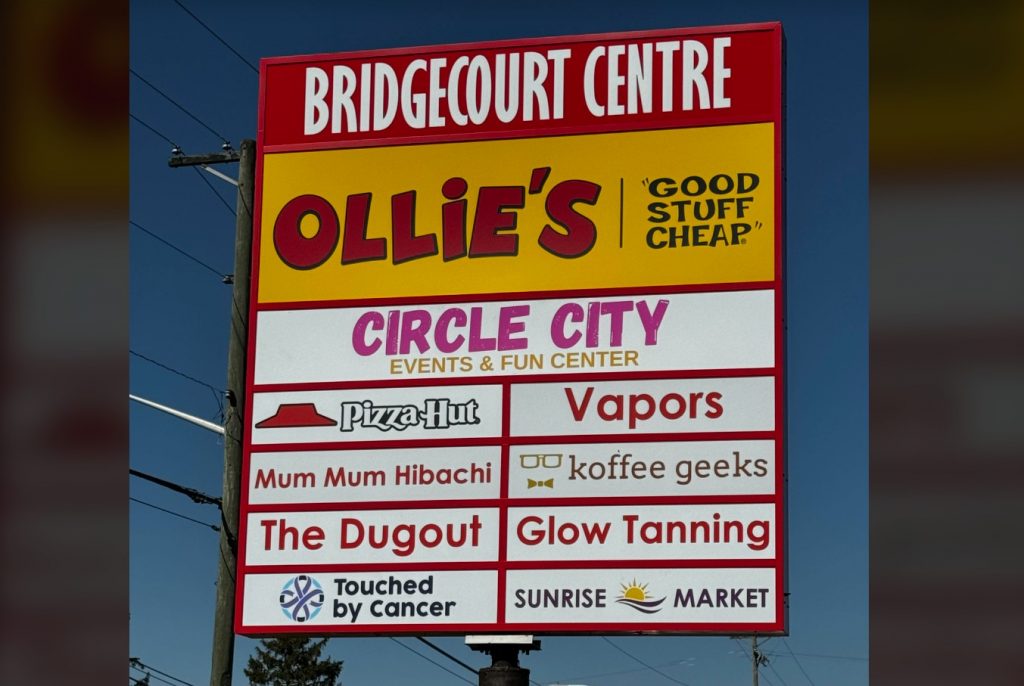 BRIDGECOURT CENTRE
OLLiE'S
"GOOD
STUFF
CHEAP®"
CIRCLE CITY
EVENTS & FUN CENTER
Pizza Hut
Vapors
Mum Mum Hibachi
koffee geeks
The Dugout
Glow Tanning
Touched
by Cancer
SUNRISE MARKET